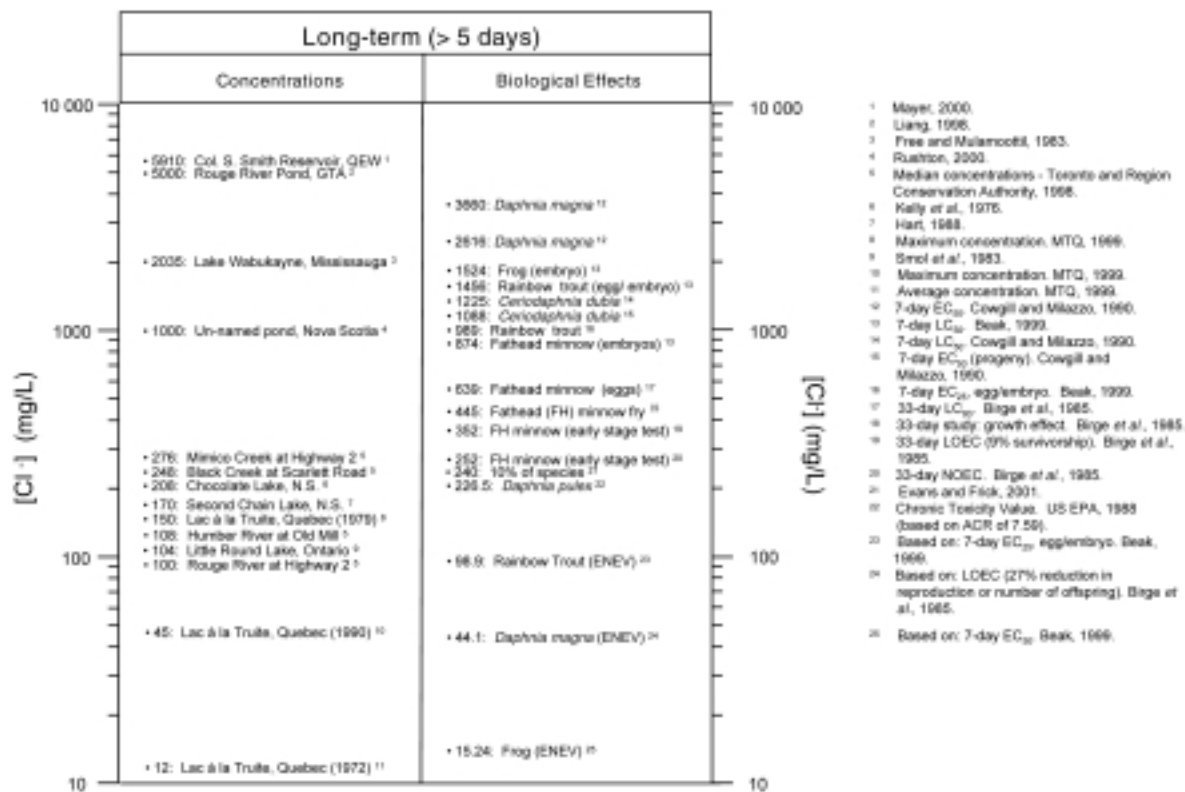 Long-term (> 5 days)
Concentrations
Biological Effects
10 000
1000
100
10
[Cl-] (mg/L)
• 5910: Col. S. Smith Reservoir, QEW 1
• 5000: Rouge River Pond, GTA 2
• 2035: Lake Wabukayne, Mississauga 3
• 1000: Un-named pond, Nova Scotia 4
• 276: Mimico Creek at Highway 2 5
• 248: Black Creek at Scarlett Road 5
• 208: Chocolate Lake, N.S. 6
• 170: Second Chain Lake, N.S. 7
• 150: Lac à la Truite, Quebec (1979) 8
• 108: Humber River at Old Mill 5
• 104: Little Round Lake, Ontario 9
• 100: Rouge River at Highway 2 5
• 45: Lac à la Truite, Quebec (1990) 10
• 12: Lac à la Truite, Quebec (1972) 11
• Daphnia magna 12
• 2616: Daphnia magna 12
• 1524: Frog (embryo) 13
• 1456: Rainbow trout (egg/ embryo) 13
• 1225: Ceriodaphnia dubia 14
• 1068: Ceriodaphnia dubia 15
• 989: Rainbow trout 16
• 874: Fathead minnow (embryos) 13
• Fathead minnow (eggs) 17
• 445: Fathead (FH) minnow fry
• 352: FH minnow (early stage test)
• 252: FH minnow (early stage test) 20
• 240: 10% of species 21
• Daphnia pulex 22
• Rainbow Trout (ENEV) 23
• 44.1: Daphnia magna (ENEV) 24
• 15.24: Frog (ENEV) 25
10 000
1000
100
10
[Cl-] (mg/L)
1 Mayer, 2000.
2 Liang, 1998.
3 Free and Mulamoottil, 1983.
4 Rushton, 2000.
5 Median concentrations - Toronto and Region
Conservation Authority, 1998.
6 Kelly et al., 1976.
7 Hart, 1988.
8 Maximum concentration. MTQ, 1999.
9 Smol et al., 1983.
10 Maximum concentration. MTQ, 1999.
11 Average concentration. MTQ, 1999.
12 7-day EC50. Cowgill and Milazzo, 1990.
13 7-day LC50. Beak, 1999.
14 7-day LC50. Cowgill and Milazzo, 1990.
15 7-day EC50 (progeny). Cowgill and
Milazzo, 1990.
16 7-day egg/embryo. Beak, 1999.
17 33-day LC50. Birge et al., 1985.
18 33-day study: growth effect. Birge et al., 1985.
19 33-day LOEC (9% survivorship). Birge et al.,
1985.
20 33-day NOEC. Birge et al., 1985.
21 Evans and Frick, 2001.
22 Chronic Toxicity Value. US EPA, 1988
(based on ACR of 7.59).
23 Based on: 7-day egg/embryo. Beak,
1999.
24 Based on: LOEC (27% reduction in
reproduction or number of offspring). Birge et
al., 1985.
25 Based on: 7-day EC50. Beak, 1999.